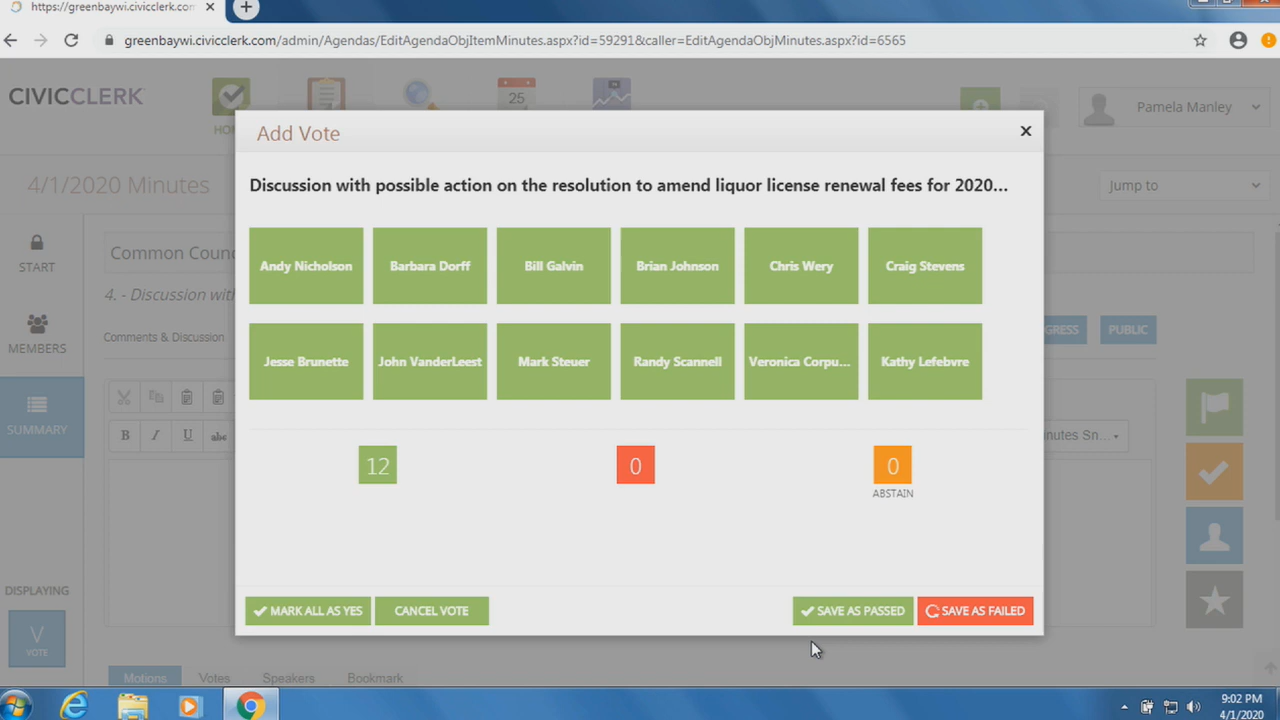 https://greenbaywi.civicclerk.com
greenbaywi.civicclerk.com/admin/Agendas/EditAgendaObjItemMinutes.aspx?id=59291&caller=EditAgendaObjMinutes.aspx?id=6565
CIVICCLERK
25
Pamela Manley
Add Vote
4/1/2020 Minutes
Jump to
Discussion with possible action on the resolution to amend liquor license renewal fees for 2020...
START
Common Counc
4. - Discussion with
Andy Nicholson
Barbara Dorff
Bill Galvin
Brian Johnson
Chris Wery
Craig Stevens
MEMBERS
Comments & Discussion
GRESS
PUBLIC
Jesse Brunette
John VanderLeest
Mark Steuer
Randy Scannell
Veronica Corpu...
Kathy Lefebvre
SUMMARY
B I U abc
nutes Sn...
12
0
0
ABSTAIN
DISPLAYING
V
VOTE
MARK ALL AS YES
CANCEL VOTE
SAVE AS PASSED
SAVE AS FAILED
Motions
Votes
Speakers
Bookmark
9:02 PM
4/1/2020